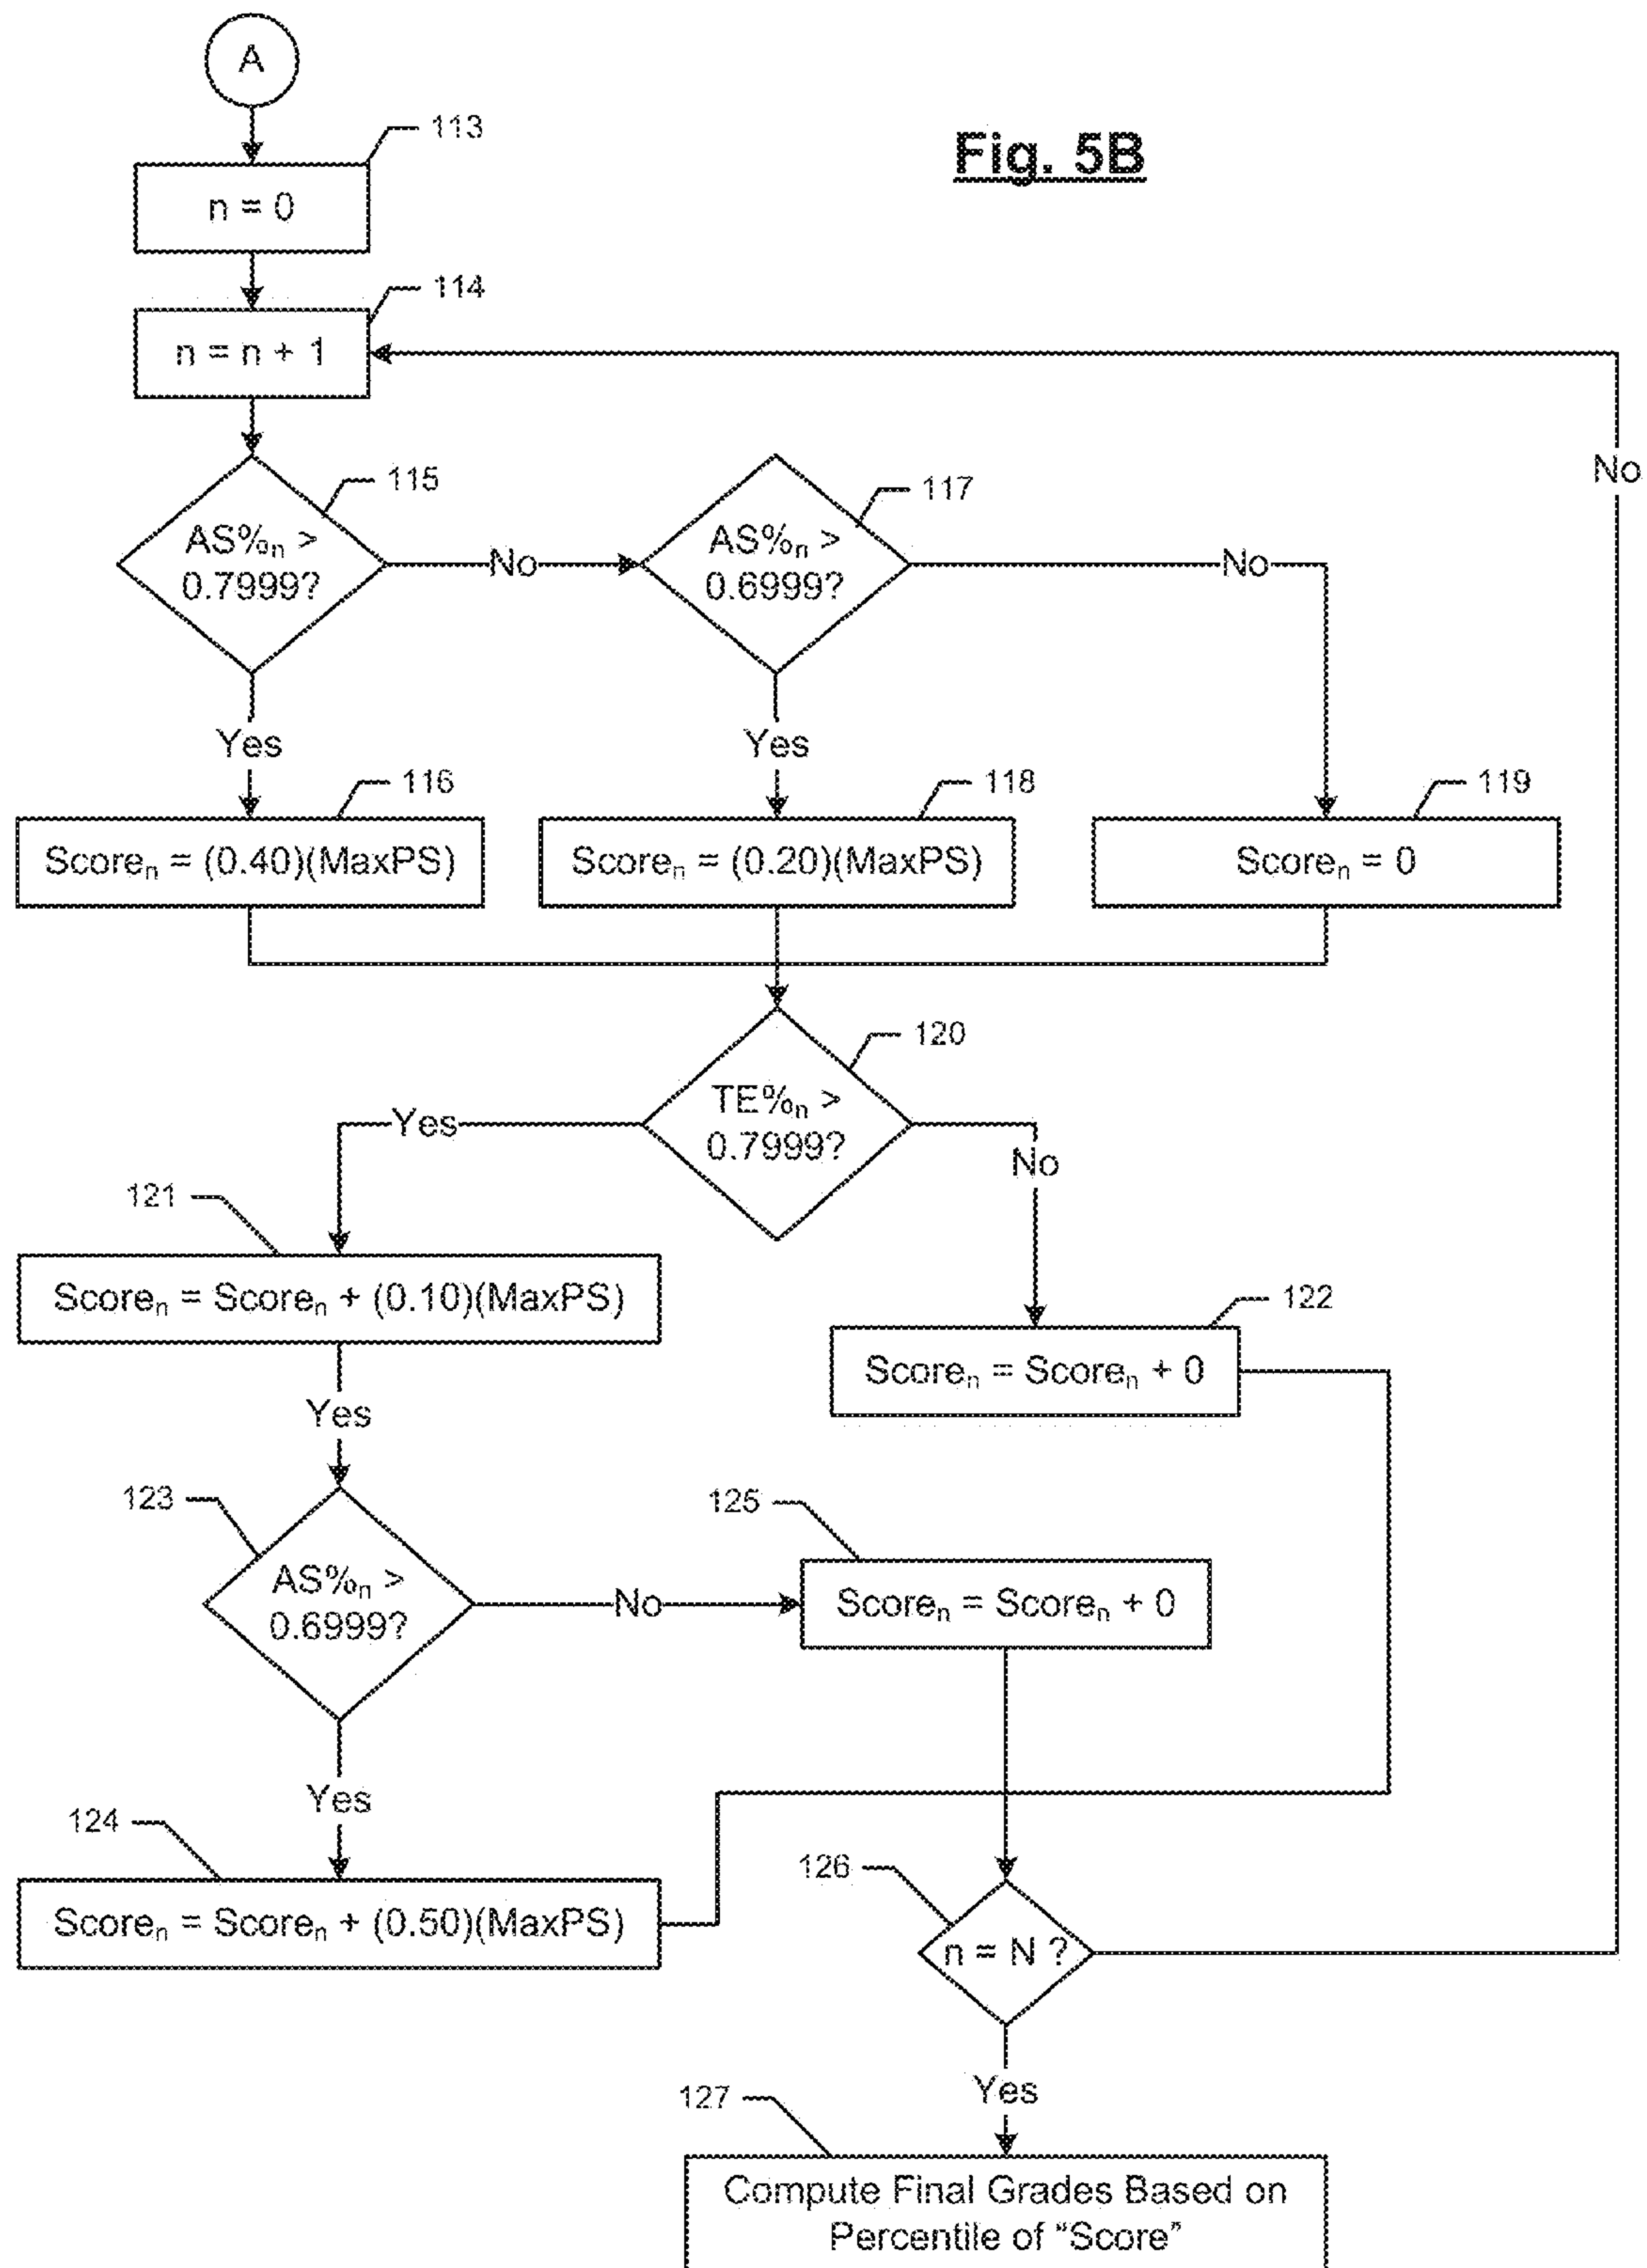 A
113
Fig. 5B
n = 0
114
n = n + 1
No
115
117
AS%n >
0.7999?
No
AS%n >
0.6999?
No
Yes
Yes
116
118
119
Scoren = (0.40)(MaxPS)
Scoren = (0.20)(MaxPS)
Scoren = 0
120
TE%n >
0.7999?
Yes
No
121
Scoren = Scoren + (0.10)(MaxPS)
122
Scoren = Scoren + 0
Yes
123
125
AS%n >
0.6999?
No
Scoren = Scoren + 0
Yes
124
126
Scoren = Scoren + (0.50)(MaxPS)
n = N ?
Yes
127
Compute Final Grades Based on
Percentile of “Score”